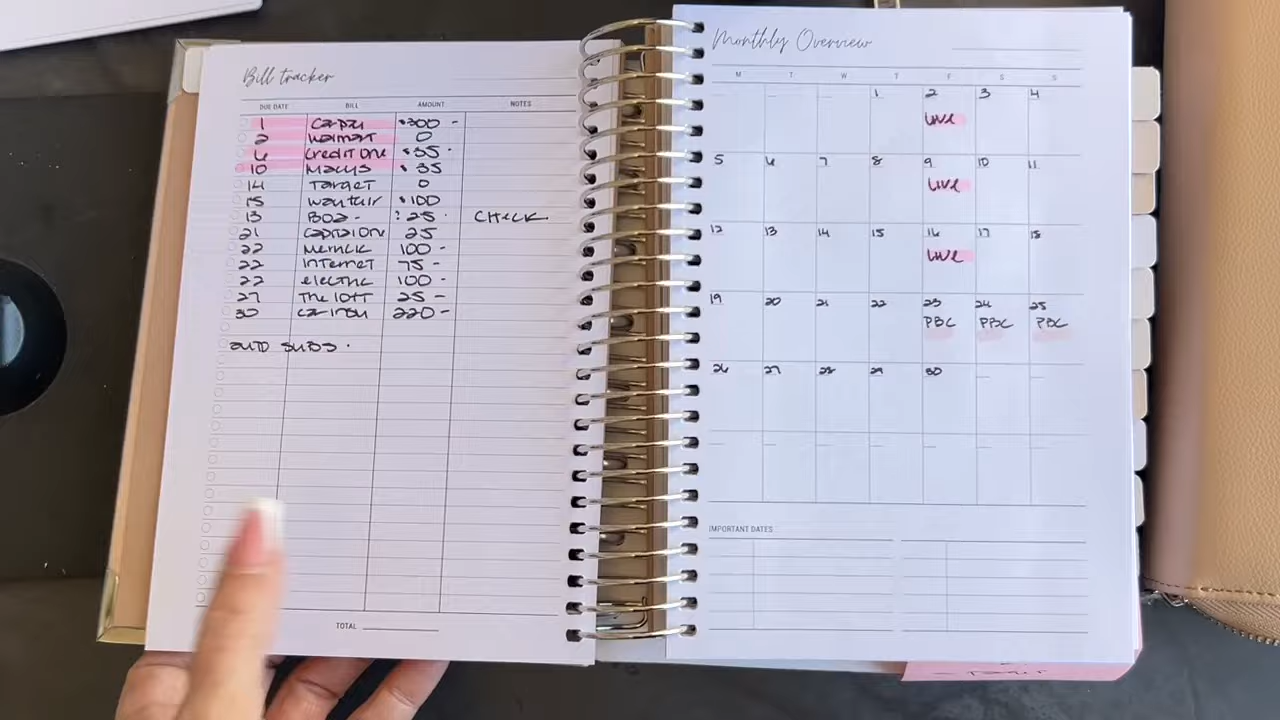 Bill tracker
DUE DATE BILL AMOUNT NOTES
1 $300 -
2 Walmart 0
6 Credit One $35 .
10 Macys $35
14 Target 0
15 wayfair $100
13 BOA - $25 . CHECK
21 Capital One 25
22 100 -
22 Internet 75 -
22 electric 100 -
27 The loft 25 -
30 220 -
AUTO SUBS .
TOTAL
Monthly Overview
M T W T F S S
1 2 3 4
LIVE
5 6 7 8 9 10 11
LIVE
12 13 14 15 16 17 18
LIVE
19 20 21 22 23 24 25
PBC PBC PBC
26 27 28 29 30
IMPORTANT DATES